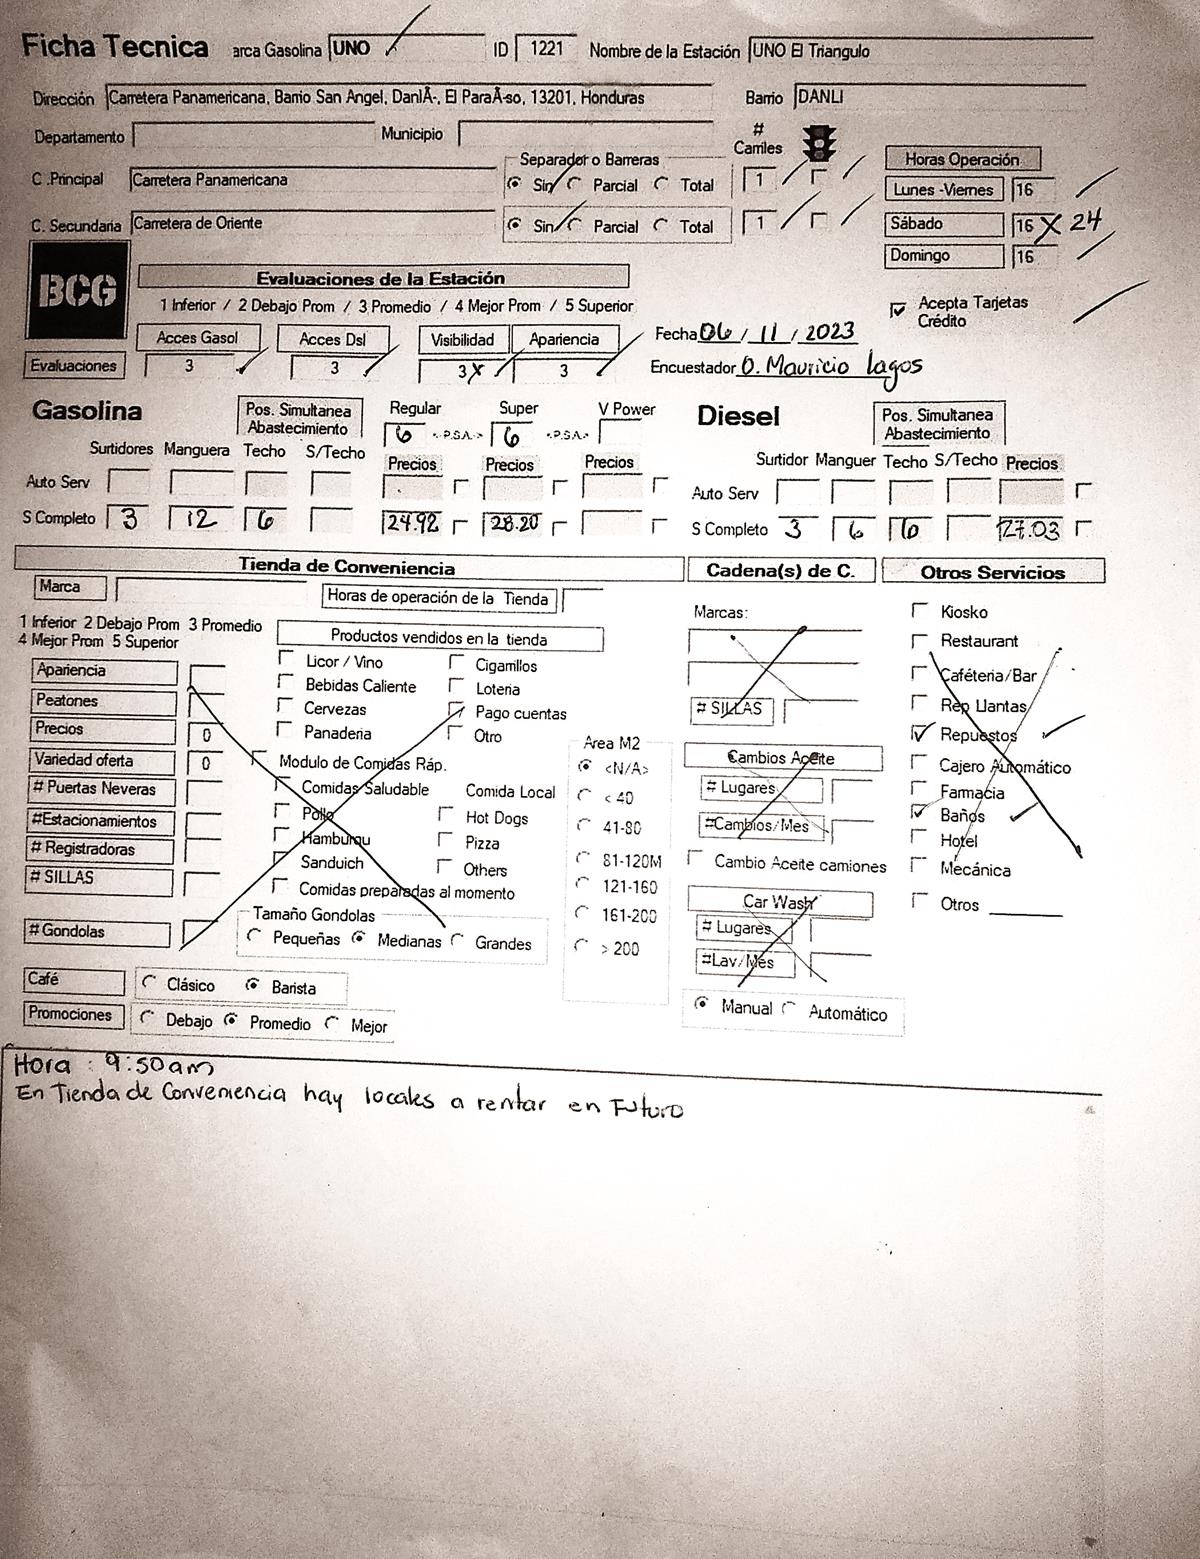 Ficha Tecnica arca Gasolina UNO ID 1221 Nombre de la Estación UNO El Triangulo
Dirección Carretera Panamericana, Barrio San Angel, DanlÃ-, El ParaÃ-so, 13201, Honduras Barrio DANLI
Departamento Municipio # Carriles
Separador o Barreras Horas Operación
C .Principal Carretera Panamericana Sin Parcial Total 1 Lunes -Viernes 16
C. Secundaria Carretera de Oriente Sin Parcial Total 1 Sábado 16 X 24
Domingo 16
BCG
Evaluaciones de la Estación
1 Inferior / 2 Debajo Prom / 3 Promedio / 4 Mejor Prom / 5 Superior
Acepta Tarjetas
Crédito
Acces Gasol Acces Dsl Visibilidad Apariencia Fecha 06 / 11 / 2023
Evaluaciones 3 3 3 X 3 Encuestador O. Mauricio Lagos
Gasolina Pos. Simultanea Abastecimiento Regular Super V Power Diesel Pos. Simultanea Abastecimiento
6 <-P.S.A.-> 6 <-P.S.A.->
Surtidores Manguera Techo S/Techo Precios Precios Precios Surtidor Manguer Techo S/Techo Precios
Auto Serv Auto Serv
S Completo 3 12 6 24.92 28.20 S Completo 3 6 6 127.03
Tienda de Conveniencia Cadena(s) de C. Otros Servicios
Marca Horas de operación de la Tienda
1 Inferior 2 Debajo Prom 3 Promedio
4 Mejor Prom 5 Superior
Productos vendidos en la tienda
Apariencia
Peatones
Precios 0
Variedad oferta 0
# Puertas Neveras
#Estacionamientos
# Registradoras
# SILLAS
# Gondolas
Licor / Vino Cigarrillos
Bebidas Caliente Loteria
Cervezas Pago cuentas
Panaderia Otro
Modulo de Comidas Ráp.
Comidas Saludable Comida Local
Pollo Hot Dogs
Hamburqu Pizza
Sanduich Others
Comidas preparadas al momento
Tamaño Gondolas
Pequeñas Medianas Grandes
Area M2
<N/A>
< 40
41-80
81-120M
121-160
161-200
> 200
Marcas:
# SILLAS
Cambios Aceite
# Lugares
#Cambios/Mes
Cambio Aceite camiones
Car Wash
# Lugares
#Lav/Mes
Manual Automático
Kiosko
Restaurant
Caféteria/Bar
Rep Llantas
Repuestos
Cajero Automático
Farmacia
Baños
Hotel
Mecánica
Otros
Café Clásico Barista
Promociones Debajo Promedio Mejor
Hora : 9:50am
En Tienda de Conveniencia hay locales a rentar en Futuro